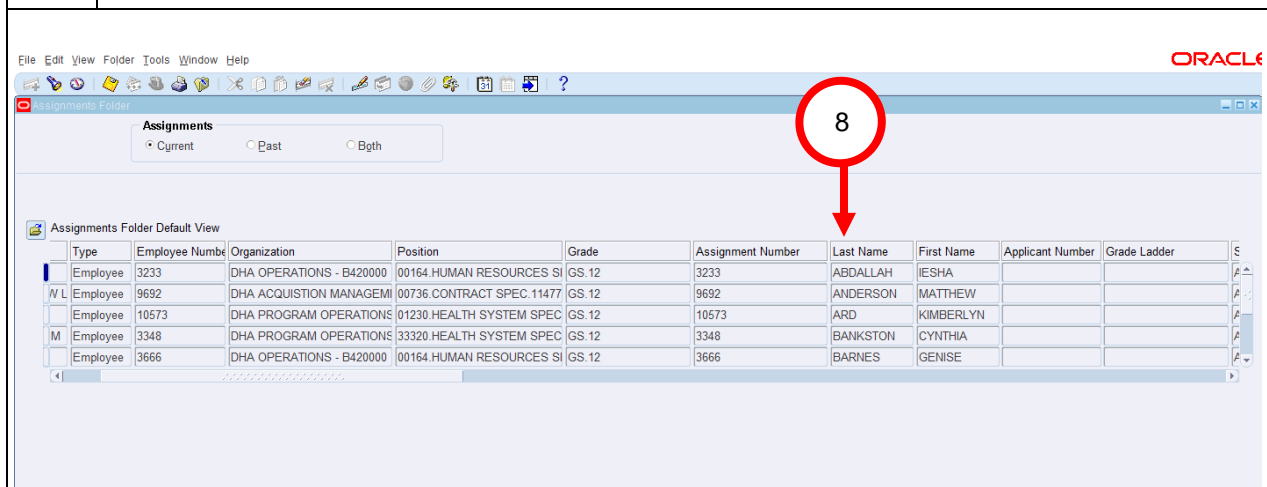 File Edit View Folder Tools Window Help
ORACLE
31
?
Assignments Folder
Assignments
Current Past Both
8
Assignments Folder Default View
Type Employee Numbe Organization Position Grade Assignment Number Last Name First Name Applicant Number Grade Ladder S
Employee 3233 DHA OPERATIONS - B420000 00164.HUMAN RESOURCES SI GS.12 3233 ABDALLAH IESHA A
W L Employee 9692 DHA ACQUISTION MANAGEMI 00736.CONTRACT SPEC.11477 GS.12 9692 ANDERSON MATTHEW A
Employee 10573 DHA PROGRAM OPERATIONS 01230.HEALTH SYSTEM SPEC GS.12 10573 ARD KIMBERLYN A
M Employee 3348 DHA PROGRAM OPERATIONS 33320.HEALTH SYSTEM SPEC GS.12 3348 BANKSTON CYNTHIA A
Employee 3666 DHA OPERATIONS - B420000 00164.HUMAN RESOURCES SI GS.12 3666 BARNES GENISE A